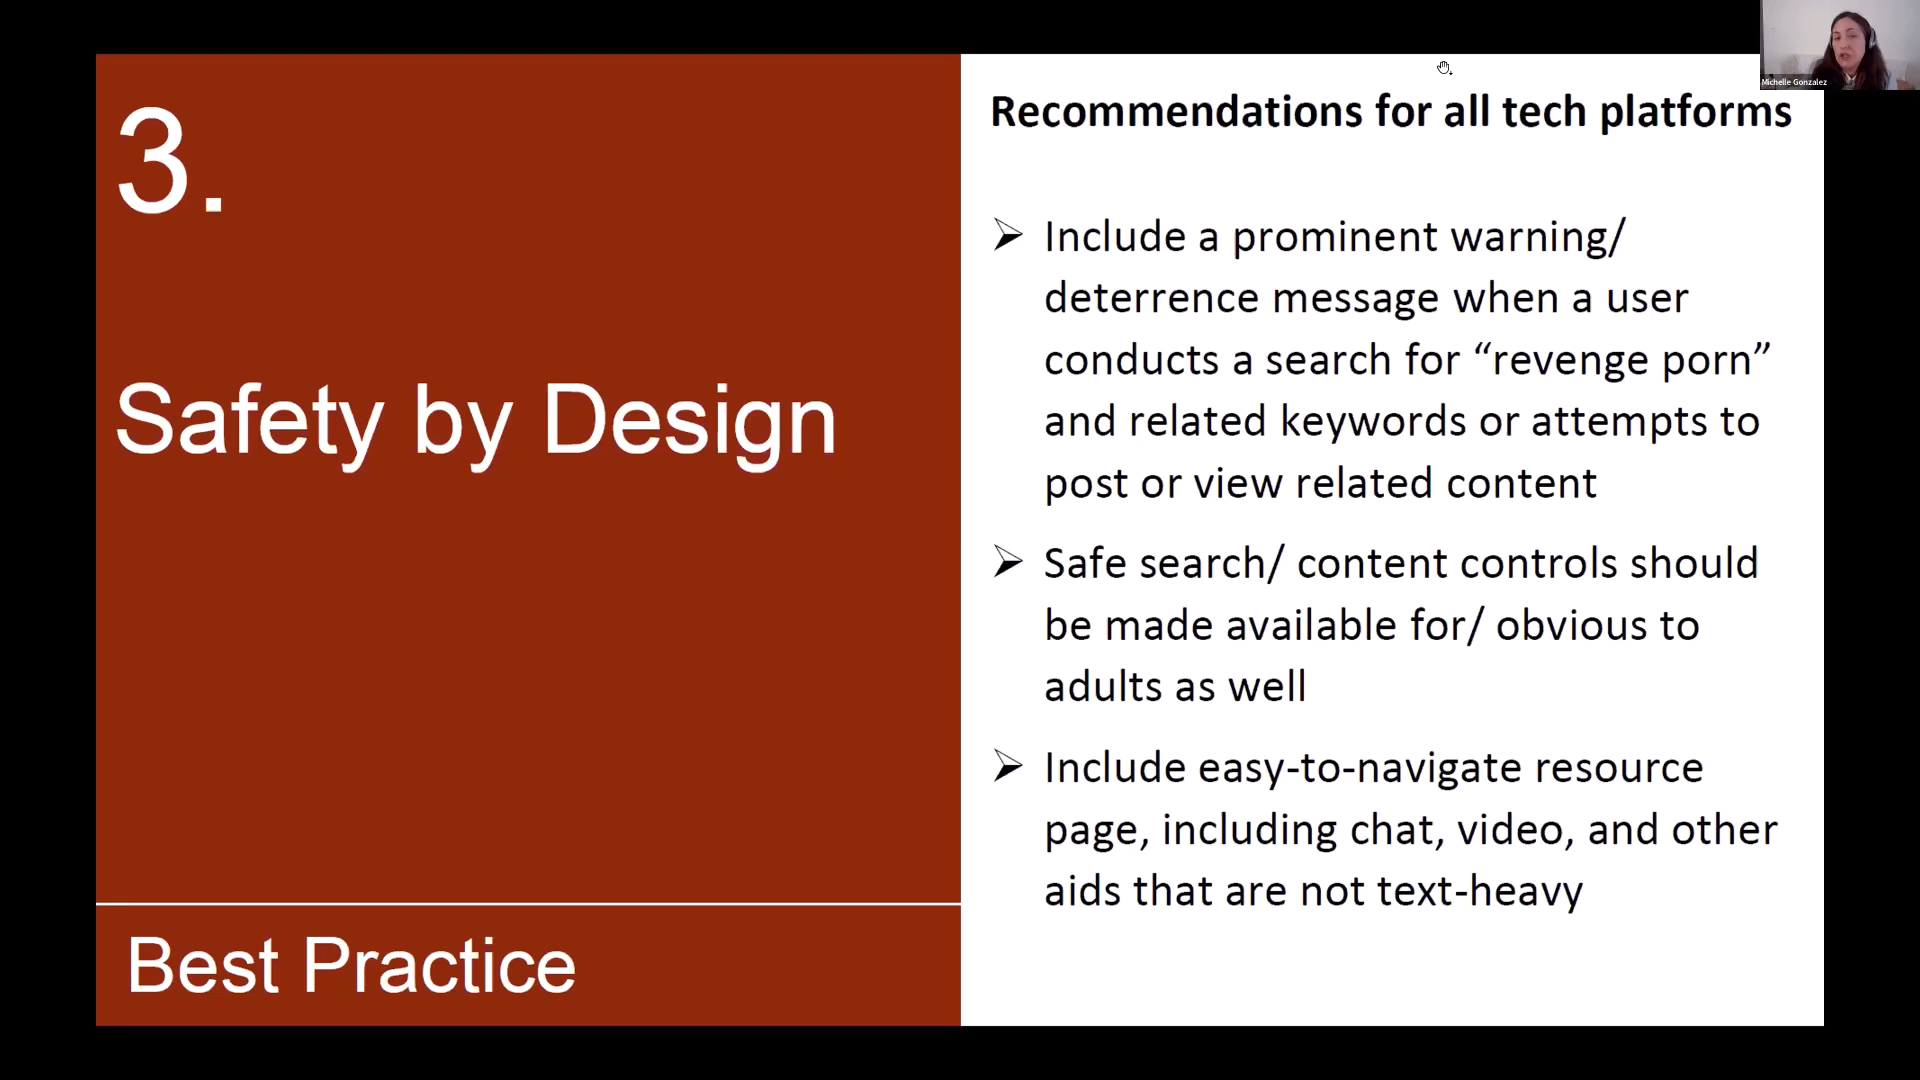 3.
Safety by Design
Best Practice
Recommendations for all tech platforms
Include a prominent warning/
deterrence message when a user
conducts a search for “revenge porn”
and related keywords or attempts to
post or view related content
Safe search/ content controls should
be made available for/ obvious to
adults as well
Include easy-to-navigate resource
page, including chat, video, and other
aids that are not text-heavy
Michelle Gonzalez